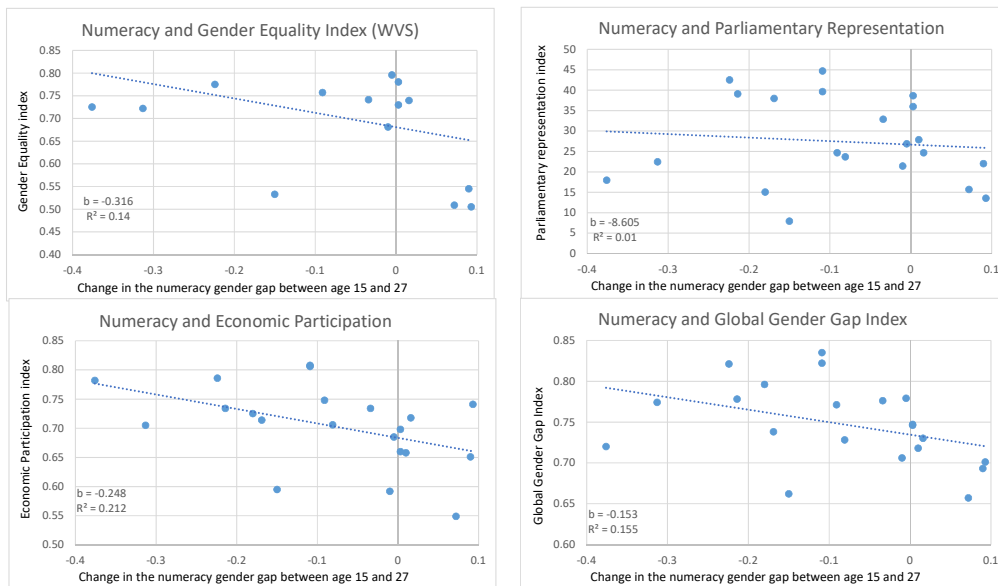 Numeracy and Gender Equality Index (WVS)
Gender Equality index
0.85
0.80
0.75
0.70
0.65
0.60
0.55
0.50
0.45
0.40
b = -0.316
R² = 0.14
-0.4
-0.3
-0.2
-0.1
0
0.1
Change in the numeracy gender gap between age 15 and 27
Numeracy and Parliamentary Representation
Parliamentary representation index
50
45
40
35
30
25
20
15
10
5
0
b = -8.605
R² = 0.01
-0.4
-0.3
-0.2
-0.1
0
0.1
Change in the numeracy gender gap between age 15 and 27
Numeracy and Economic Participation
Economic Participation index
0.85
0.80
0.75
0.70
0.65
0.60
0.55
0.50
b = -0.248
R² = 0.212
-0.4
-0.3
-0.2
-0.1
0
0.1
Change in the numeracy gender gap between age 15 and 27
Numeracy and Global Gender Gap Index
Global Gender Gap Index
0.85
0.80
0.75
0.70
0.65
0.60
b = -0.153
R² = 0.155
-0.4
-0.3
-0.2
-0.1
0
0.1
Change in the numeracy gender gap between age 15 and 27